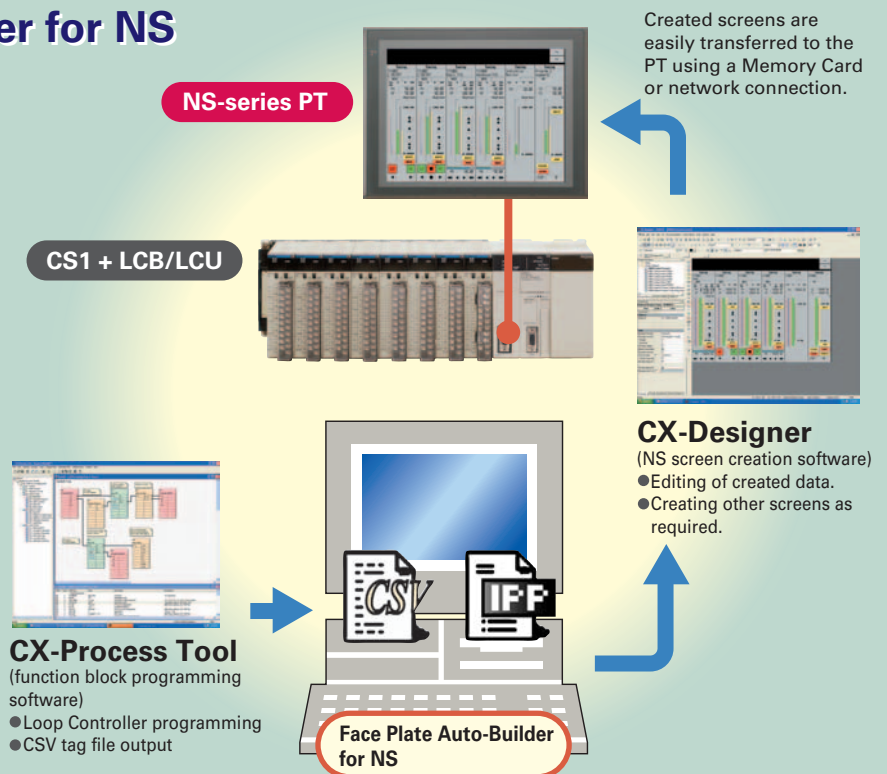 er for NS
Created screens are
easily transferred to the
PT using a Memory Card
or network connection.
NS-series PT
CS1 + LCB/LCU
CX-Designer
(NS screen creation software)
●Editing of created data.
●Creating other screens as
required.
CSV
IPP
CX-Process Tool
(function block programming
software)
●Loop Controller programming
●CSV tag file output
Face Plate Auto-Builder
for NS